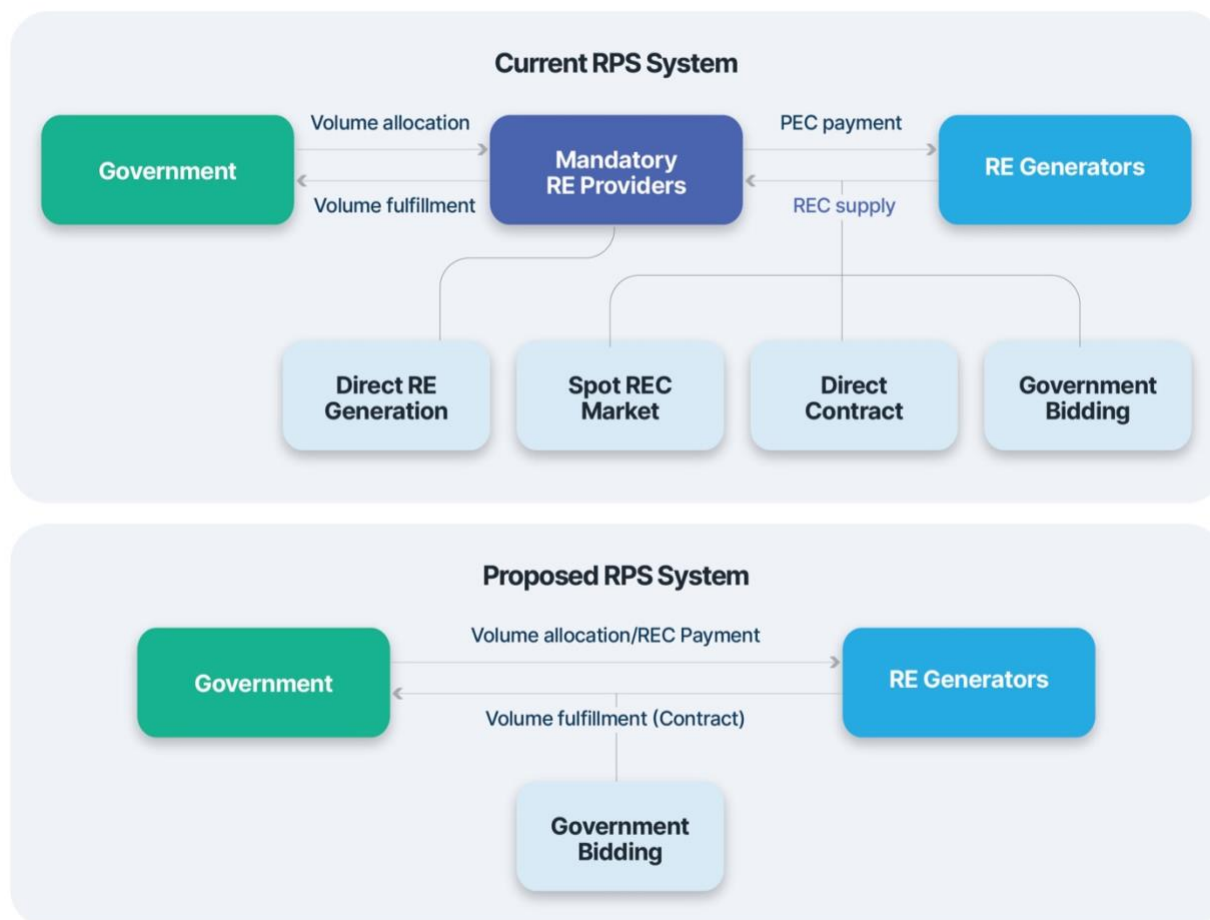 Current RPS System
Government
Volume allocation
Volume fulfillment
Mandatory
RE Providers
PEC payment
REC supply
RE Generators
Direct RE
Generation
Spot REC
Market
Direct
Contract
Government
Bidding
Proposed RPS System
Government
Volume allocation/REC Payment
Volume fulfillment (Contract)
RE Generators
Government
Bidding